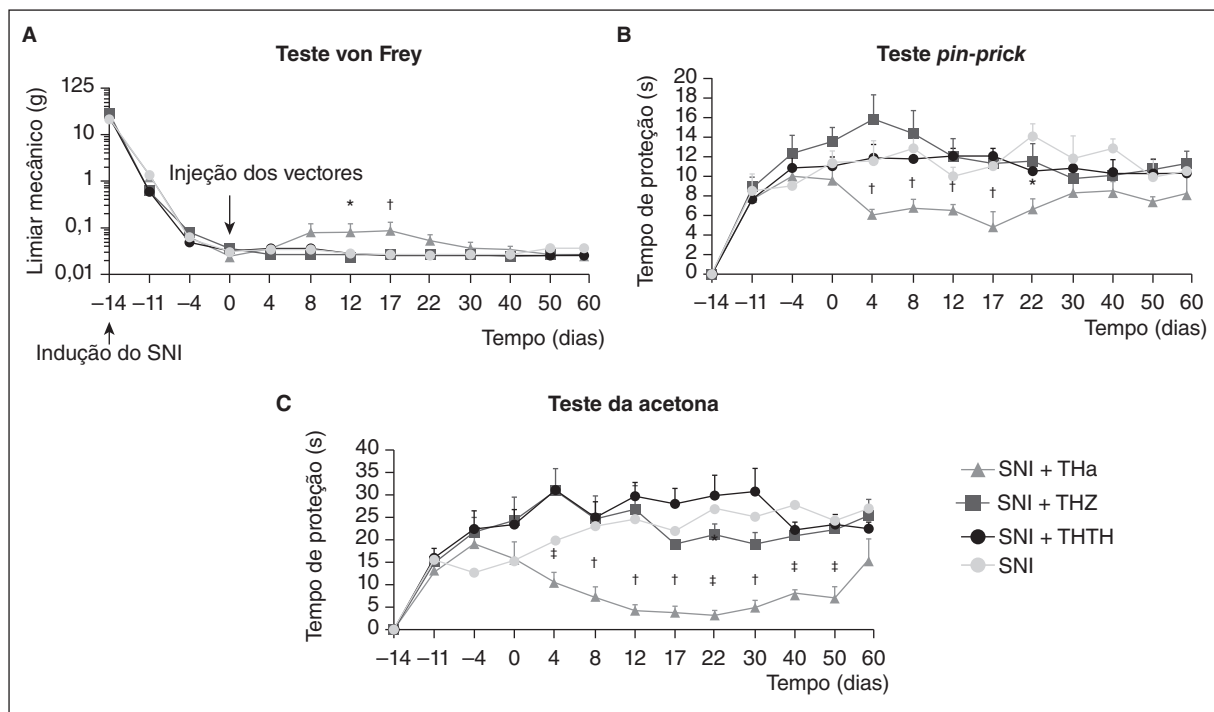 A
Teste von Frey
Limiar mecânico (g)
125
10
1
0,1
0,01
Injeção dos vectores
* †
–14 –11 –4 0 4 8 12 17 22 30 40 50 60
Tempo (dias)
Indução do SNI
B
Teste pin-prick
Tempo de proteção (s)
20
18
16
14
12
10
8
6
4
2
0
† † † † *
–14 –11 –4 0 4 8 12 17 22 30 40 50 60
Tempo (dias)
C
Teste da acetona
Tempo de proteção (s)
40
35
30
25
20
15
10
5
0
*
‡ † † † ‡ † ‡ ‡
–14 –11 –4 0 4 8 12 17 22 30 40 50 60
Tempo (dias)
SNI + THa
SNI + THZ
SNI + THTH
SNI